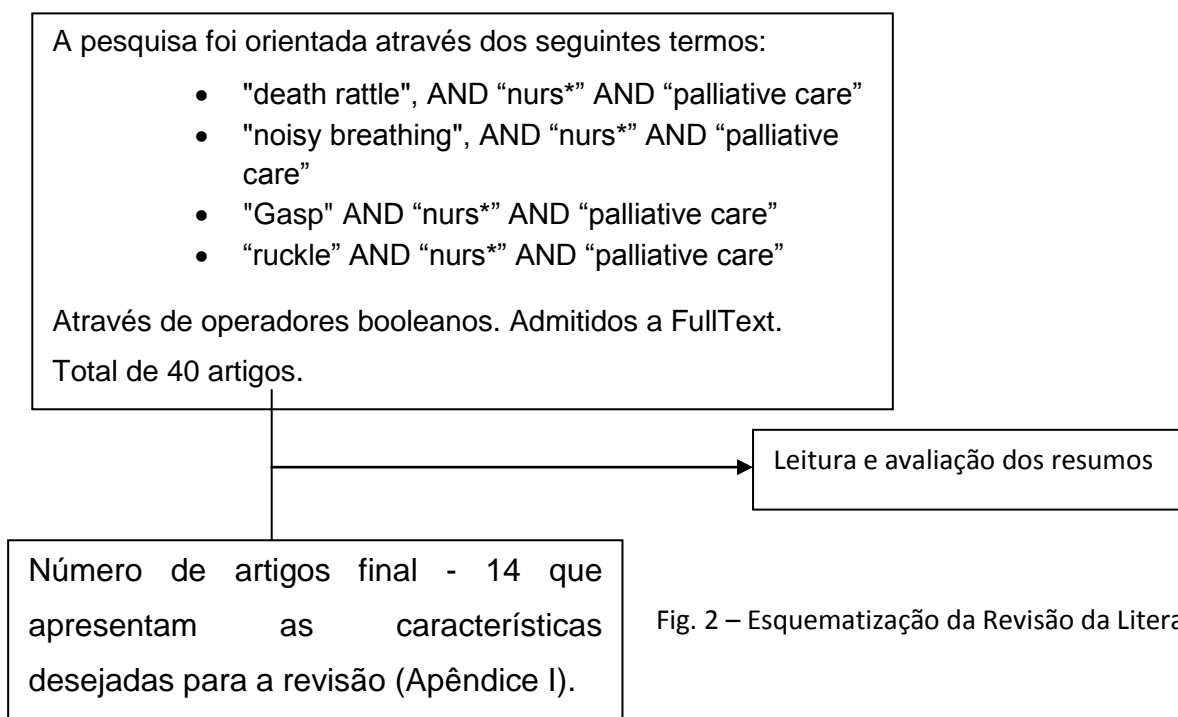 A pesquisa foi orientada através dos seguintes termos:
• "death rattle", AND “nurs*” AND “palliative care”
• "noisy breathing", AND “nurs*” AND “palliative
care”
• "Gasp" AND “nurs*” AND “palliative care”
• “ruckle” AND “nurs*” AND “palliative care”
Através de operadores booleanos. Admitidos a FullText.
Total de 40 artigos.
Leitura e avaliação dos resumos
Número de artigos final - 14 que
apresentam as características
desejadas para a revisão (Apêndice I).
Fig. 2 – Esquematização da Revisão da Litera